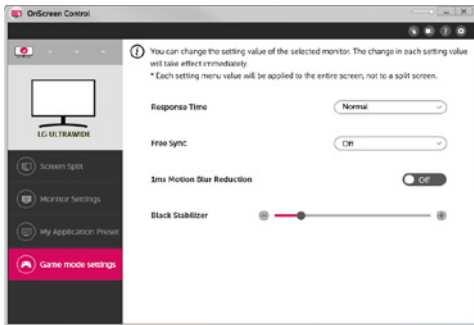 OnScreen Control
You can change the setting value of the selected monitor. The change in each setting value
will take effect immediately.
* Each setting menu value will be applied to the entire screen, not to a split screen.
Response Time
Normal
LG ULTRAWIDE
Free Sync
Off
Screen Split
1ms Motion Blur Reduction
Off
Monitor Settings
Black Stabilizer
My Application Preset
Game mode settings